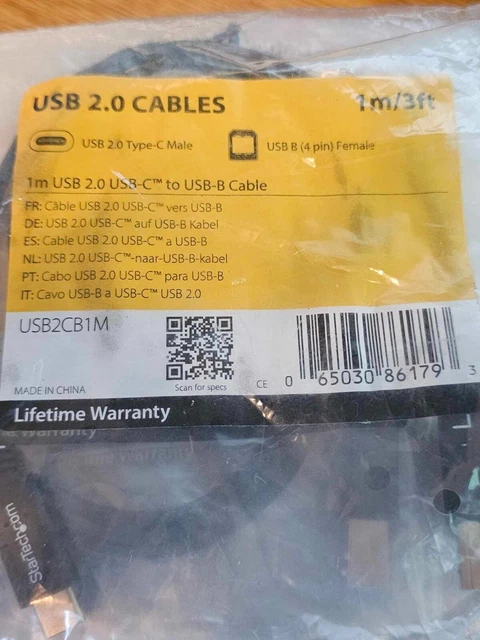 USB 2.0 CABLES 1m/3ft
USB 2.0 Type-C Male USB B (4 pin) Female
1m USB 2.0 USB-C™ to USB-B Cable
FR: Câble USB 2.0 USB-C™ vers USB-B
DE: USB 2.0 USB-C™ auf USB-B Kabel
ES: Cable USB 2.0 USB-C™ a USB-B
NL: USB 2.0 USB-C™-naar-USB-B-kabel
PT: Cabo USB 2.0 USB-C™ para USB-B
IT: Cavo USB-B a USB-C™ USB 2.0
USB2CB1M
MADE IN CHINA
Scan for specs
CE
0 65030 86179 3
Lifetime Warranty
e Warranty
StarTech.com